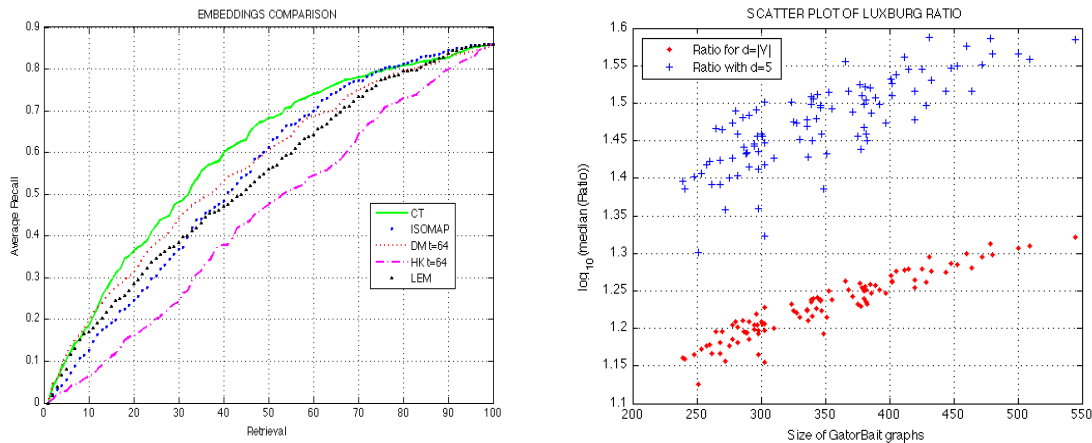 EMBEDDINGS COMPARISON
0.9
0.8
0.7
0.6
0.5
0.4
0.3
0.2
0.1
0
0 10 20 30 40 50 60 70 80 90 100
Average Recall
Retrieval
CT
ISOMAP
DM t=64
HK t=64
LEM
SCATTER PLOT OF LUXBURG RATIO
1.6
1.55
1.5
1.45
1.4
1.35
1.3
1.25
1.2
1.15
1.1
200 250 300 350 400 450 500 550
log10(median (Ratio))
Size of GatorBait graphs
Ratio for d=|V|
Ratio with d=5